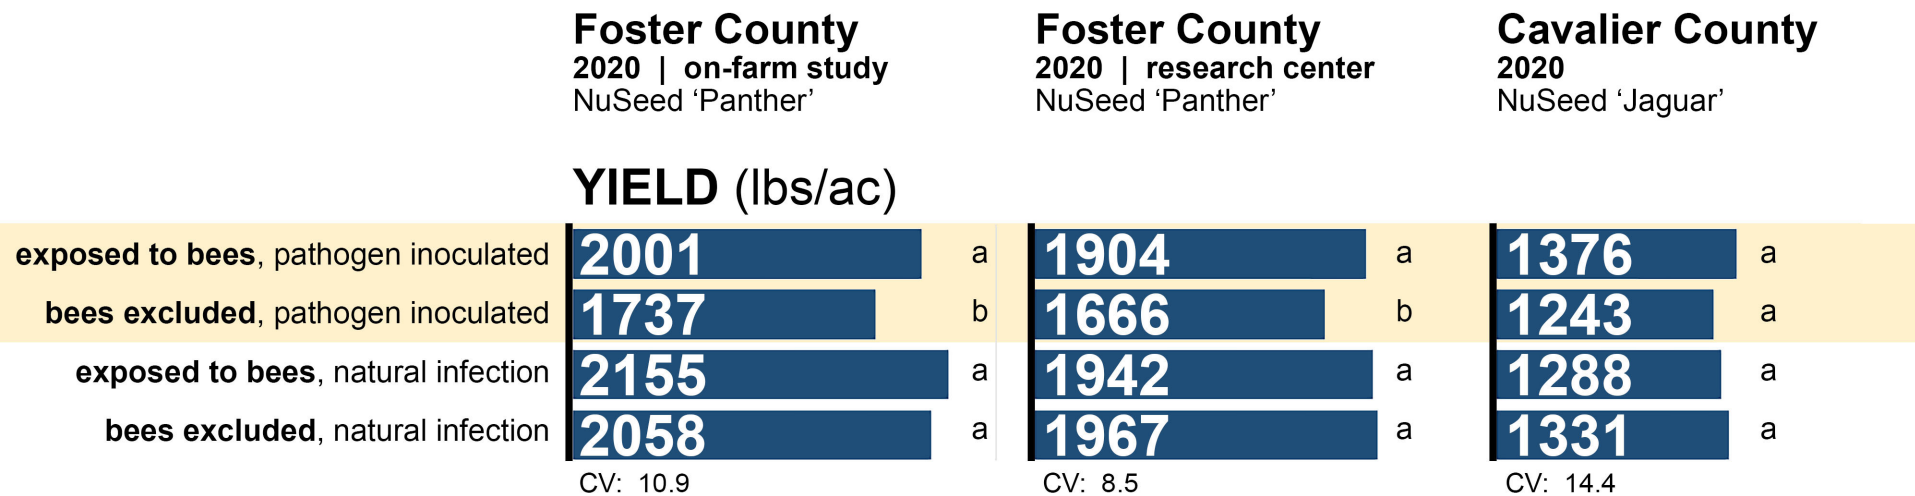 Foster County
2020 | on-farm study
NuSeed ‘Panther’
Foster County
2020 | research center
NuSeed ‘Panther’
Cavalier County
2020
NuSeed ‘Jaguar’
YIELD (lbs/ac)
exposed to bees, pathogen inoculated 2001 a 1904 a 1376 a
bees excluded, pathogen inoculated 1737 b 1666 b 1243 a
exposed to bees, natural infection 2155 a 1942 a 1288 a
bees excluded, natural infection 2058 a 1967 a 1331 a
CV: 10.9 CV: 8.5 CV: 14.4